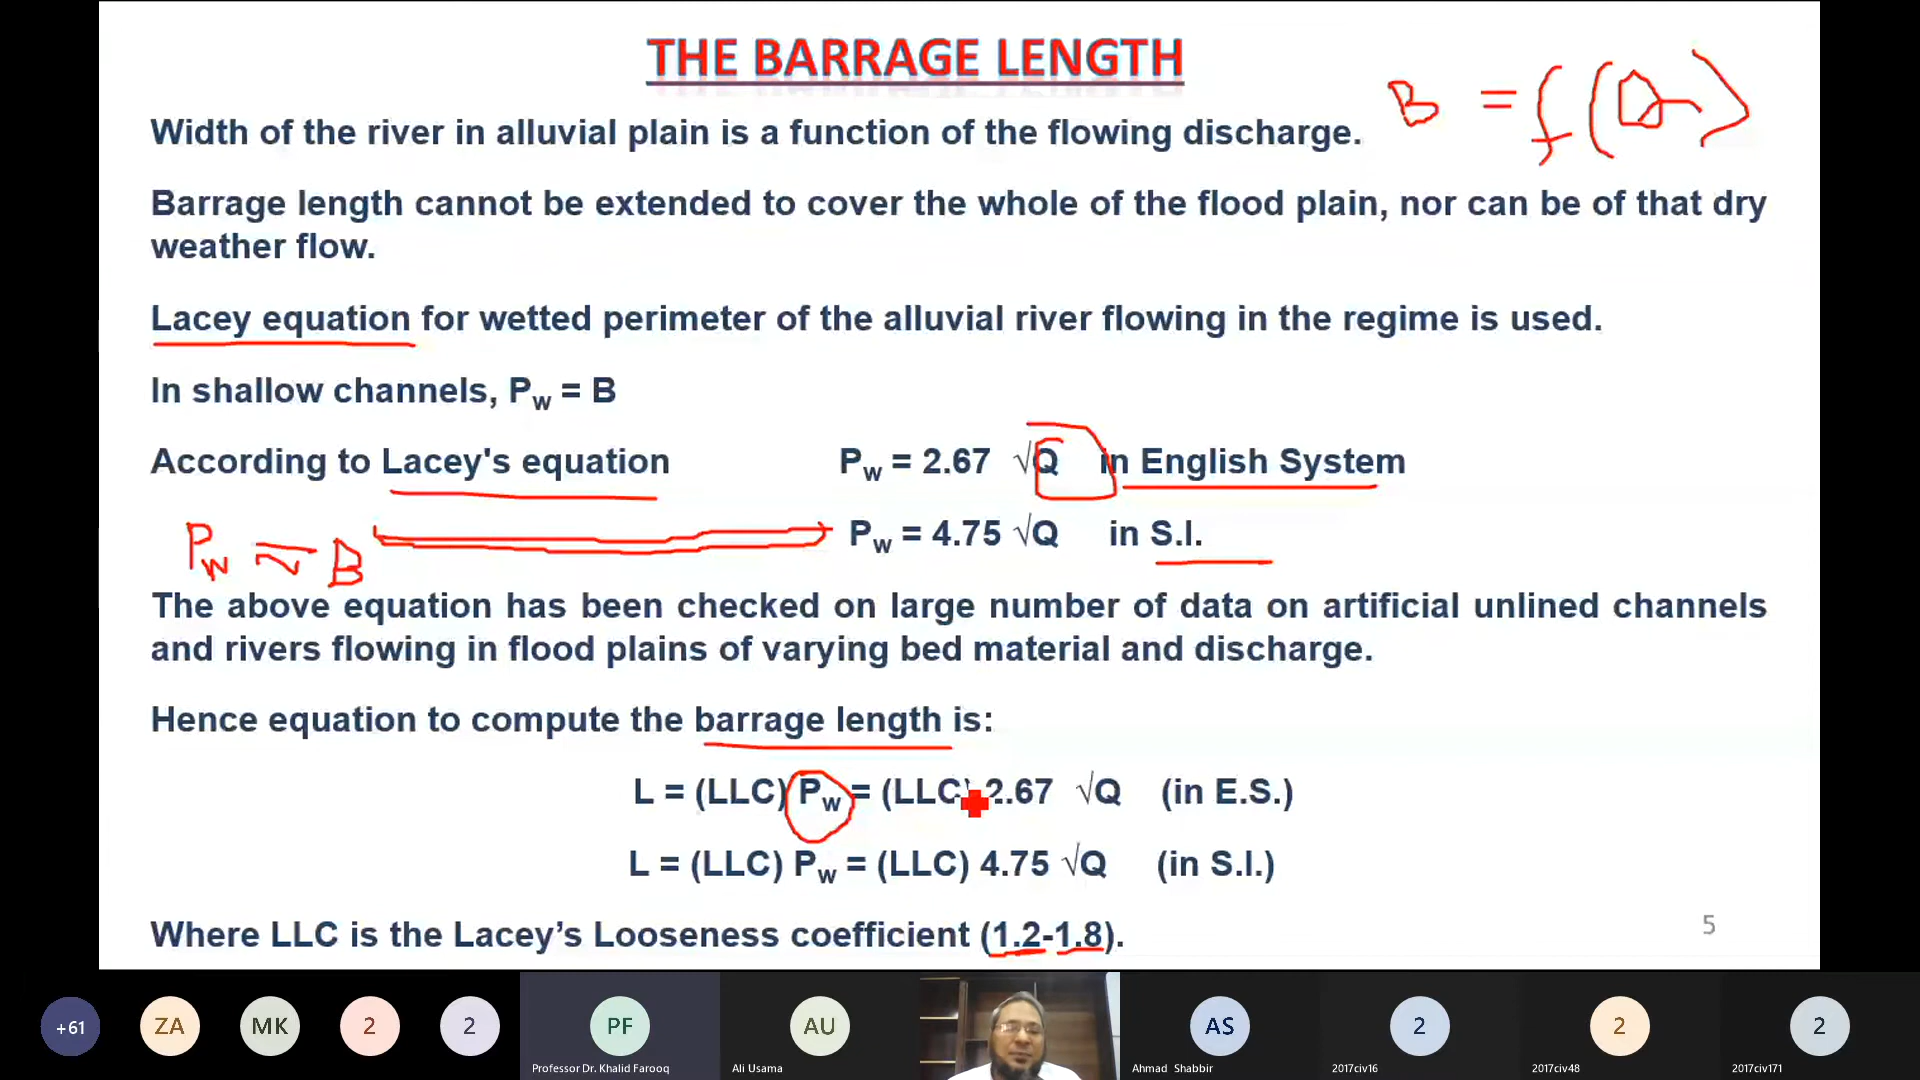 THE BARRAGE LENGTH
B = f(Q)
Width of the river in alluvial plain is a function of the flowing discharge.
Barrage length cannot be extended to cover the whole of the flood plain, nor can be of that dry
weather flow.
Lacey equation for wetted perimeter of the alluvial river flowing in the regime is used.
In shallow channels, Pw = B
According to Lacey's equation Pw = 2.67 √Q in English System
Pw = 4.75 √Q in S.I.
Pw ≈ B
The above equation has been checked on large number of data on artificial unlined channels
and rivers flowing in flood plains of varying bed material and discharge.
Hence equation to compute the barrage length is:
L = (LLC) Pw = (LLC) 2.67 √Q (in E.S.)
L = (LLC) Pw = (LLC) 4.75 √Q (in S.I.)
Where LLC is the Lacey’s Looseness coefficient (1.2-1.8).
5
+61 ZA MK 2 2 PF AU AS 2 2 2
Professor Dr. Khalid Farooq Ali Usama Ahmad Shabbir 2017civ16 2017civ48 2017civ171